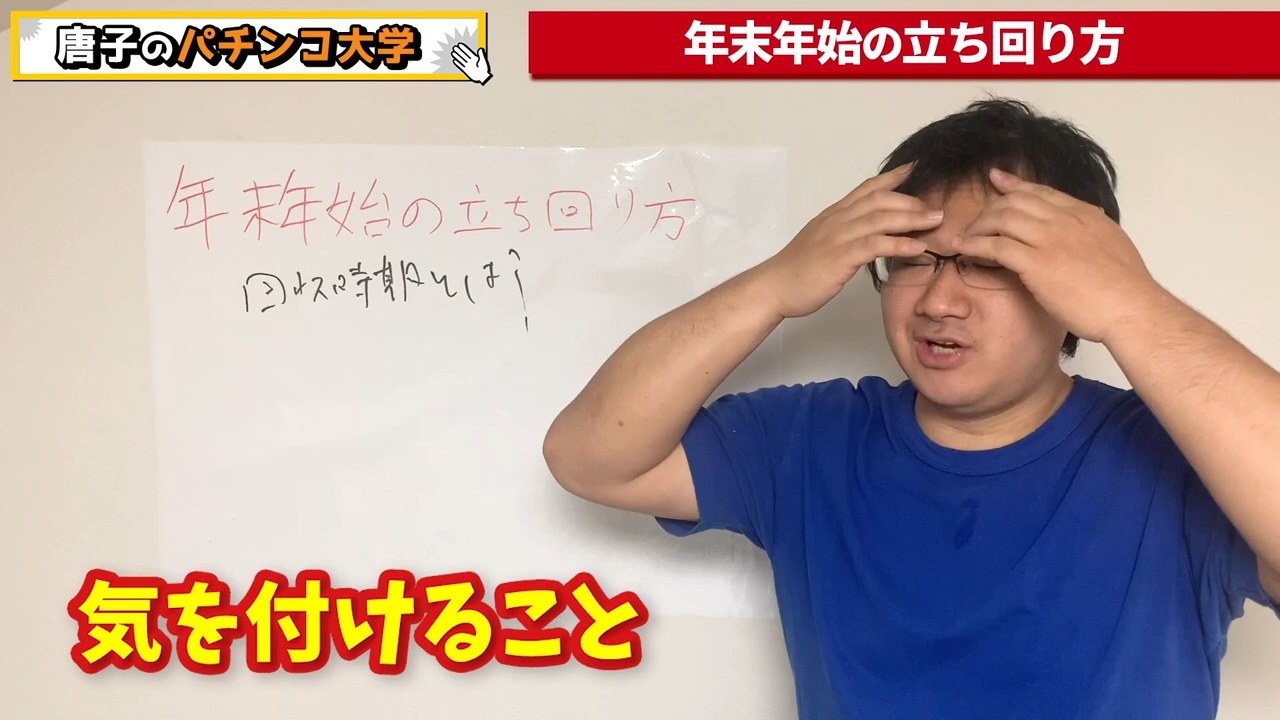 唐子のパチンコ大学
年末年始の立ち回り方
年末年始の立ち回り方
回収時期とは?
気を付けること